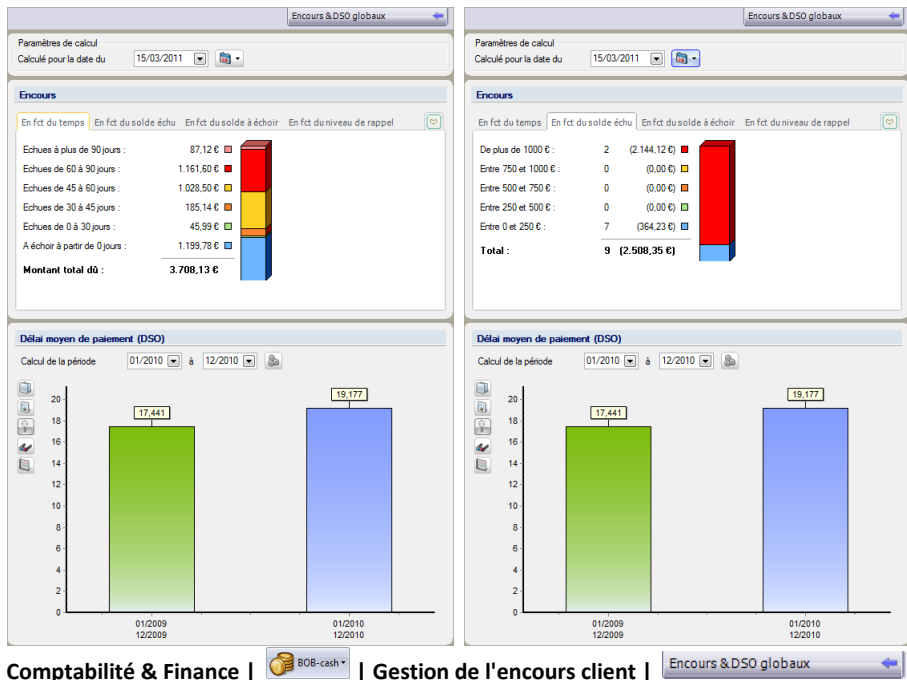 Encours & DSO globaux
Paramètres de calcul
Calculé pour la date du 15/03/2011
Encours
En fct du temps En fct du solde échu En fct du solde à échoir En fct du niveau de rappel
Echues à plus de 90 jours : 87,12 €
Echues de 60 à 90 jours : 1.161,60 €
Echues de 45 à 60 jours : 1.028,50 €
Echues de 30 à 45 jours : 185,14 €
Echues de 0 à 30 jours : 45,99 €
A échoir à partir de 0 jours : 1.199,78 €
Montant total dû : 3.708,13 €
Délai moyen de paiement (DSO)
Calcul de la période 01/2010 à 12/2010
20
18
16
14
12
10
8
6
4
2
0
17,441
19,177
01/2009
12/2009
01/2010
12/2010
Encours & DSO globaux
Paramètres de calcul
Calculé pour la date du 15/03/2011
Encours
En fct du temps En fct du solde échu En fct du solde à échoir En fct du niveau de rappel
De plus de 1000 € : 2 (2.144,12 €)
Entre 750 et 1000 € : 0 (0,00 €)
Entre 500 et 750 € : 0 (0,00 €)
Entre 250 et 500 € : 0 (0,00 €)
Entre 0 et 250 € : 7 (364,23 €)
Total : 9 (2.508,35 €)
Délai moyen de paiement (DSO)
Calcul de la période 01/2010 à 12/2010
20
18
16
14
12
10
8
6
4
2
0
17,441
19,177
01/2009
12/2009
01/2010
12/2010
Comptabilité & Finance | BOB-cash | Gestion de l'encours client | Encours & DSO globaux